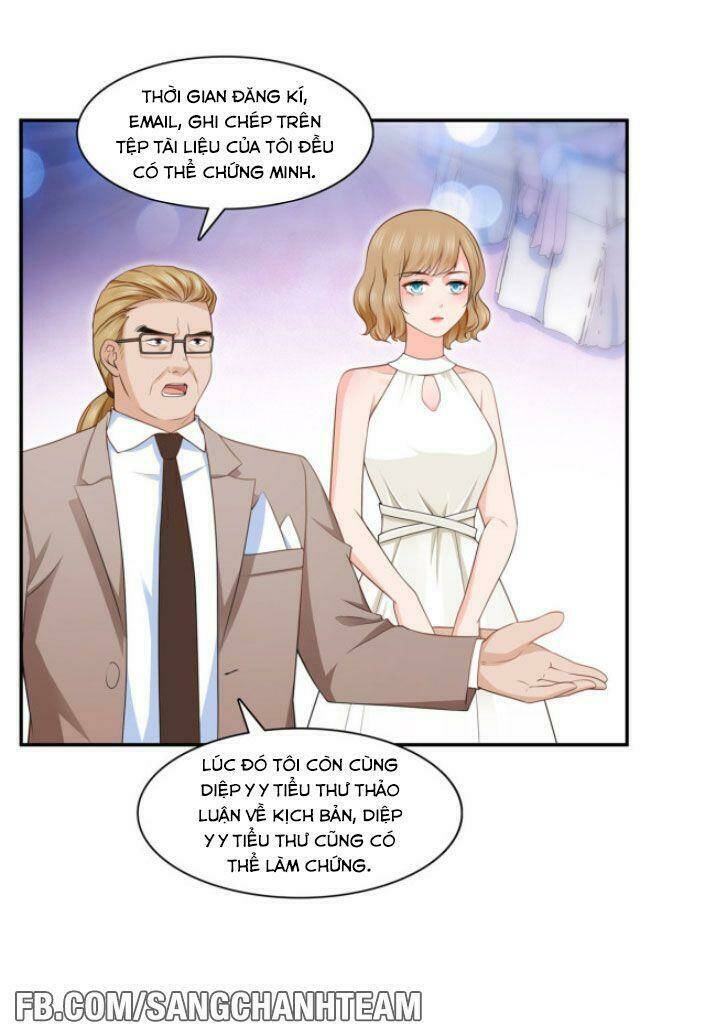 THỜI GIAN ĐĂNG KÍ,
EMAIL, GHI CHÉP TRÊN
TỆP TÀI LIỆU CỦA TÔI ĐỀU
CÓ THỂ CHỨNG MINH.
LÚC ĐÓ TÔI CÒN CÙNG
DIỆP Y Y TIỂU THƯ THẢO
LUẬN VỀ KỊCH BẢN, DIỆP
Y Y TIỂU THƯ CŨNG CÓ
THỂ LÀM CHỨNG.
FB.COM/SANGCHANHTEAM